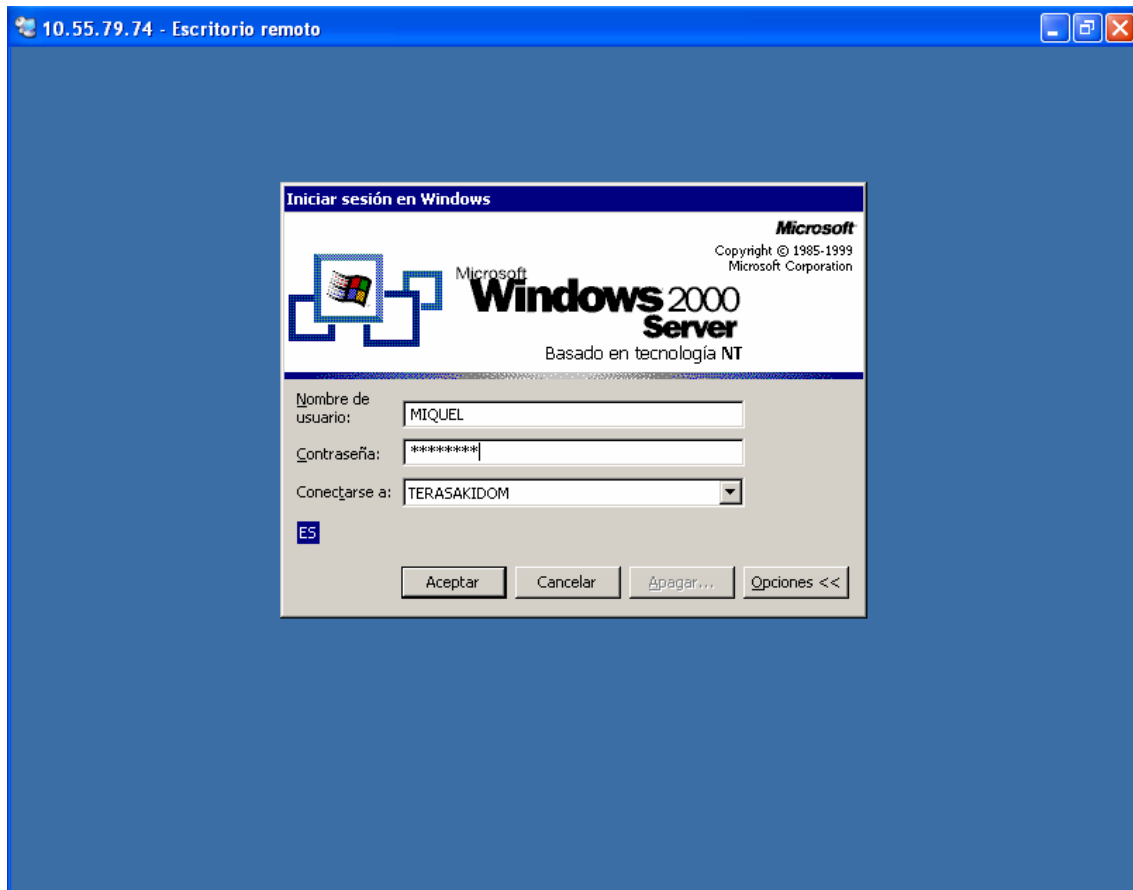 10.55.79.74 - Escritorio remoto
Iniciar sesión en Windows
Microsoft
Copyright © 1985-1999
Microsoft Corporation
Microsoft
Windows 2000
Server
Basado en tecnología NT
Nombre de
usuario:
MIQUEL
Contraseña: ********
Conectarse a: TERASAKIDOM
ES
Aceptar Cancelar Apagar... Opciones <<